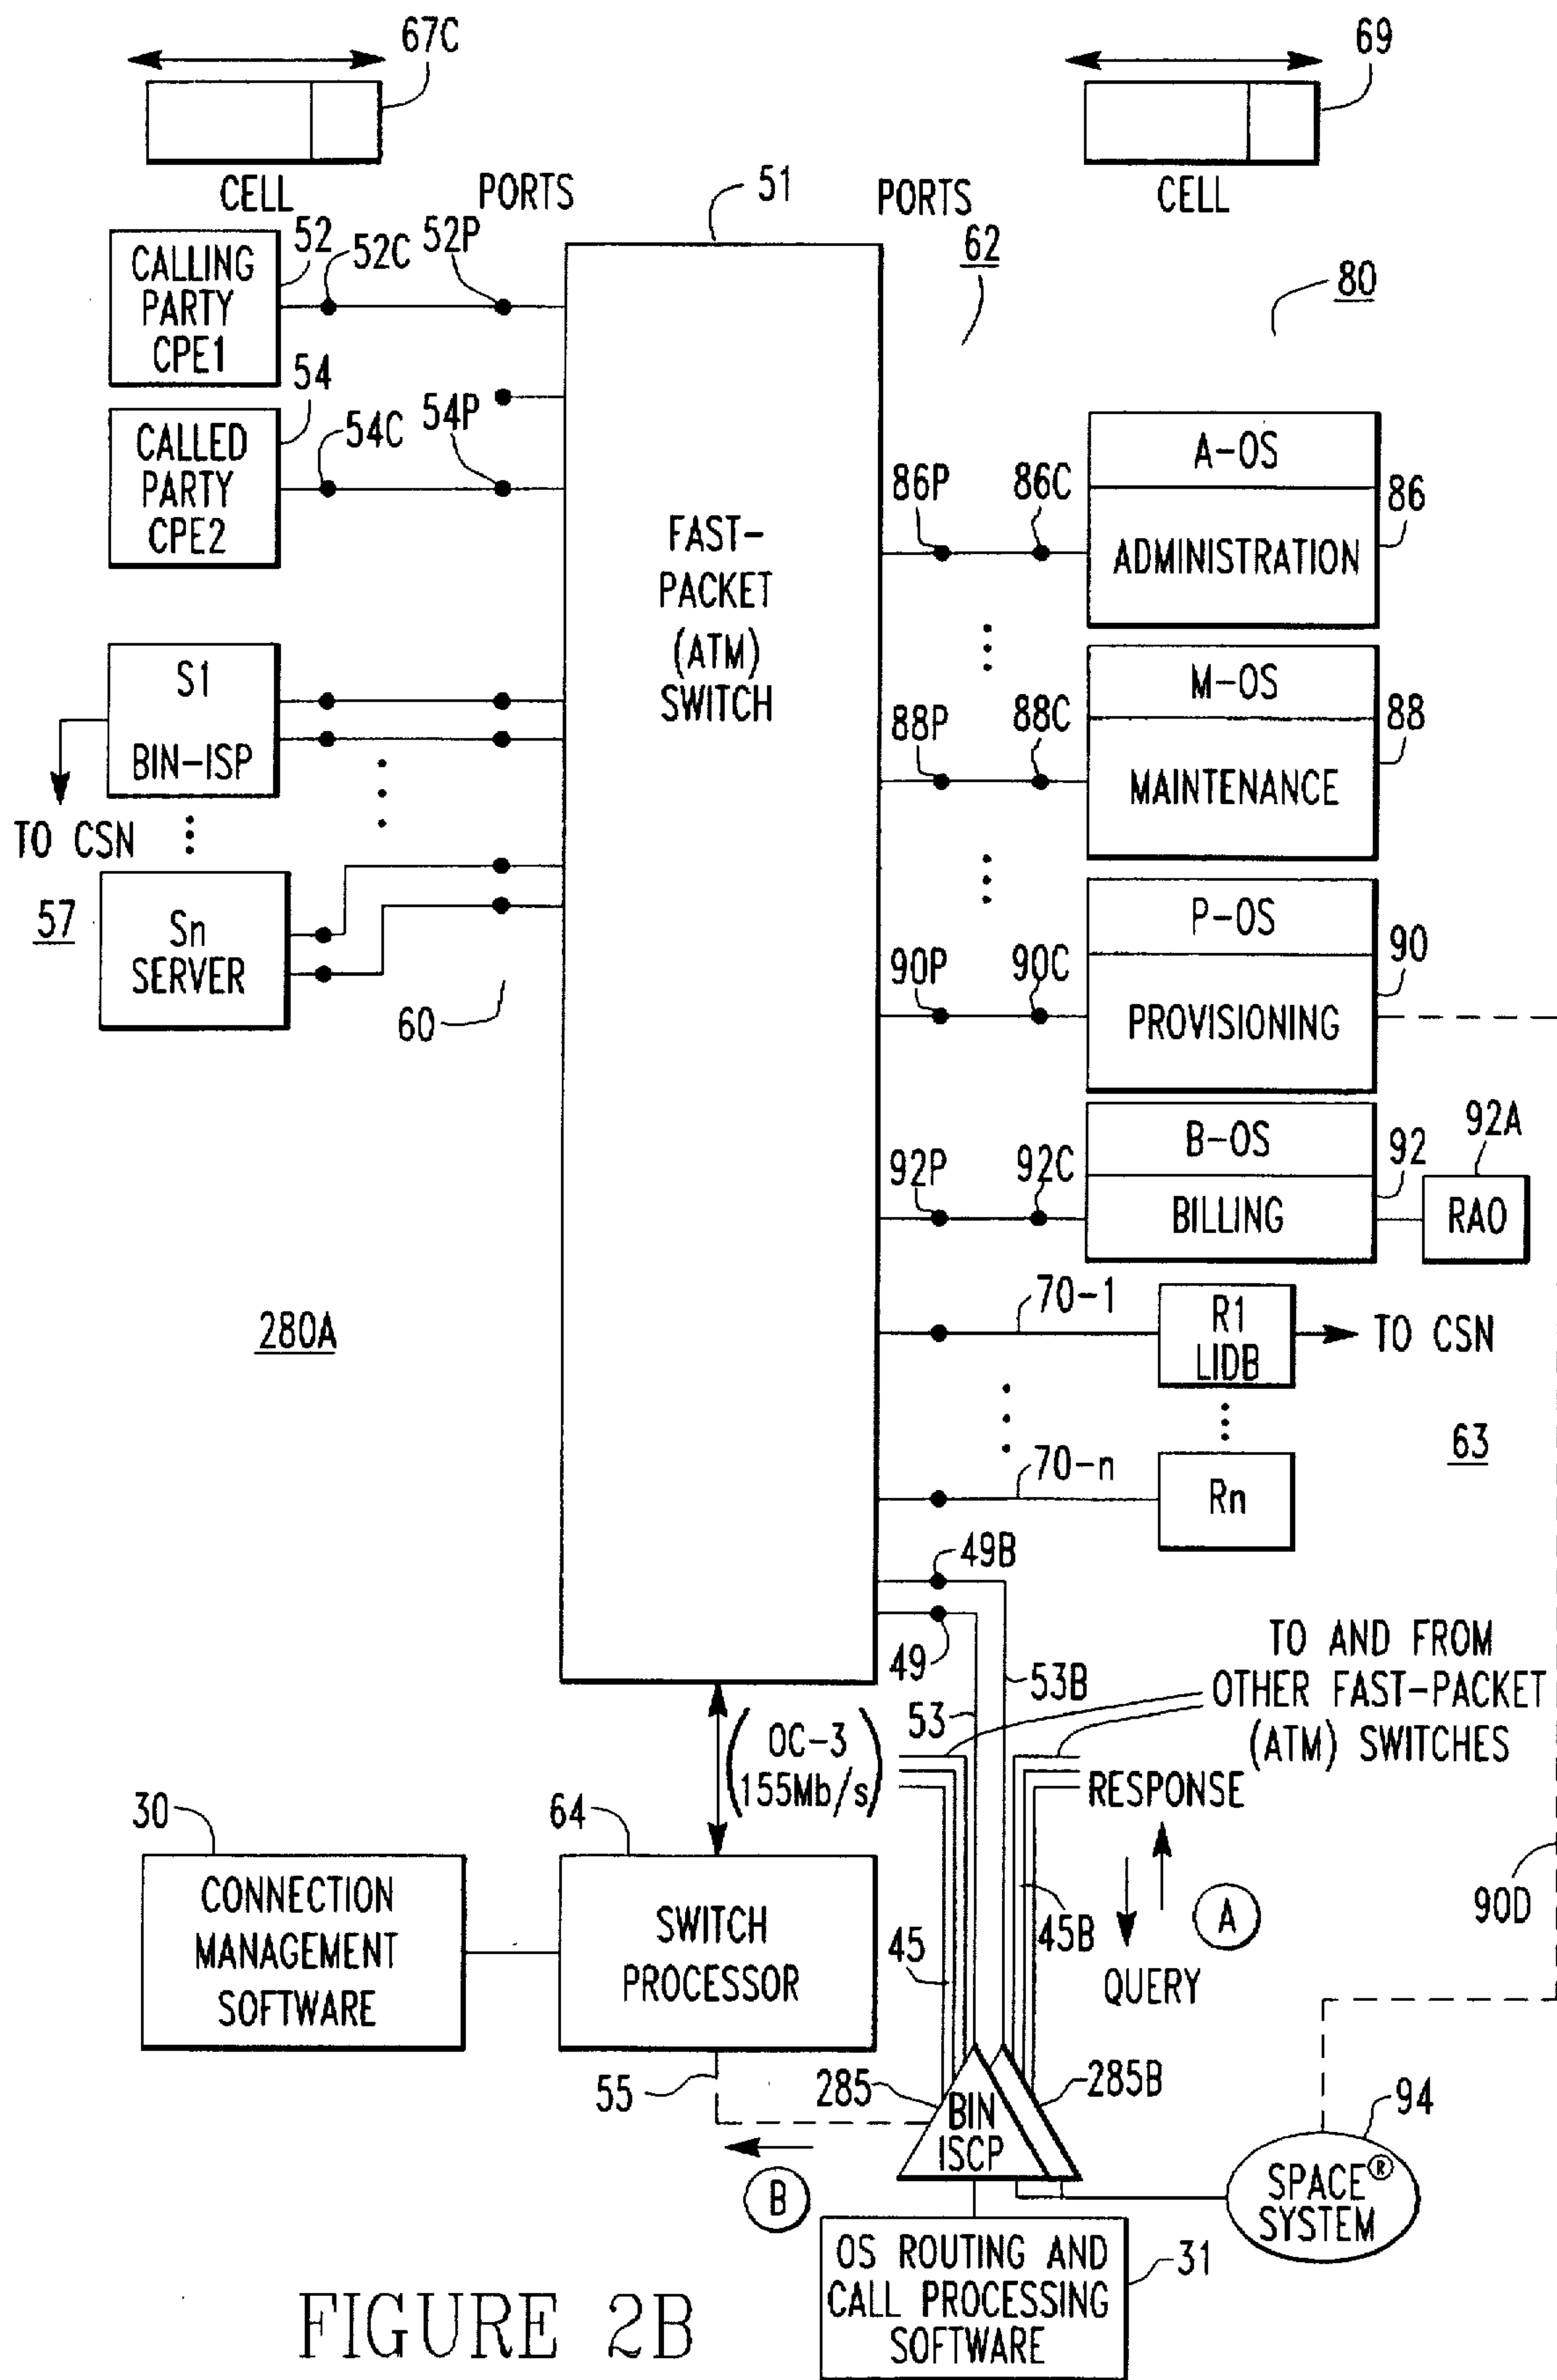 67C
69
CELL
PORTS
51
PORTS
CELL
62
80
52
52C
52P
CALLING
PARTY
CPE1
54
54C
54P
CALLED
PARTY
CPE2
FAST-
PACKET
(ATM)
SWITCH
A-OS
86P
86C
86
ADMINISTRATION
S1
BIN-ISP
TO CSN
M-OS
88P
88C
88
MAINTENANCE
57
Sn
SERVER
60
P-OS
90P
90C
90
PROVISIONING
B-OS
92A
92P
92C
92
BILLING
RAO
280A
70-1
R1
LIDB
TO CSN
63
70-n
Rn
49B
49
53
53B
TO AND FROM
OTHER FAST-PACKET
(ATM) SWITCHES
(OC-3
155Mb/s)
RESPONSE
30
64
CONNECTION
MANAGEMENT
SOFTWARE
SWITCH
PROCESSOR
45
45B
A
QUERY
90D
55
285
285B
BIN
ISCP
94
B
SPACE®
SYSTEM
OS ROUTING AND
CALL PROCESSING
SOFTWARE
31
FIGURE 2B